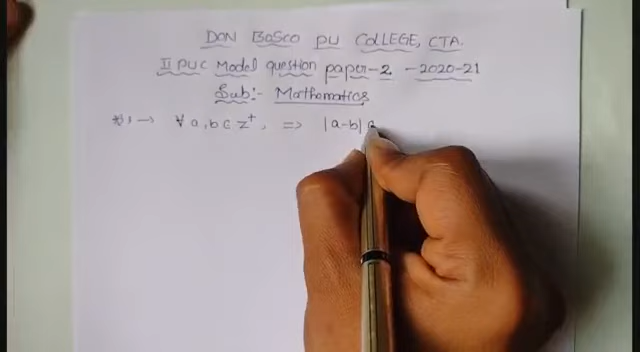 DON BOSCO PU COLLEGE, CTA.
II PUC Model question paper-2 -2020-21
Sub:- Mathematics
→ ∀ a,b ∈ Z⁺, ⇒ |a-b|